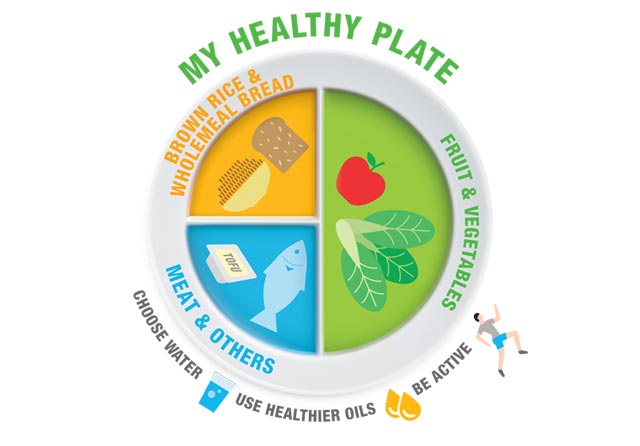 MY HEALTHY PLATE
BROWN RICE &
WHOLEMEAL BREAD
FRUIT & VEGETABLES
TOFU
MEAT & OTHERS
CHOOSE WATER
USE HEALTHIER OILS
BE ACTIVE